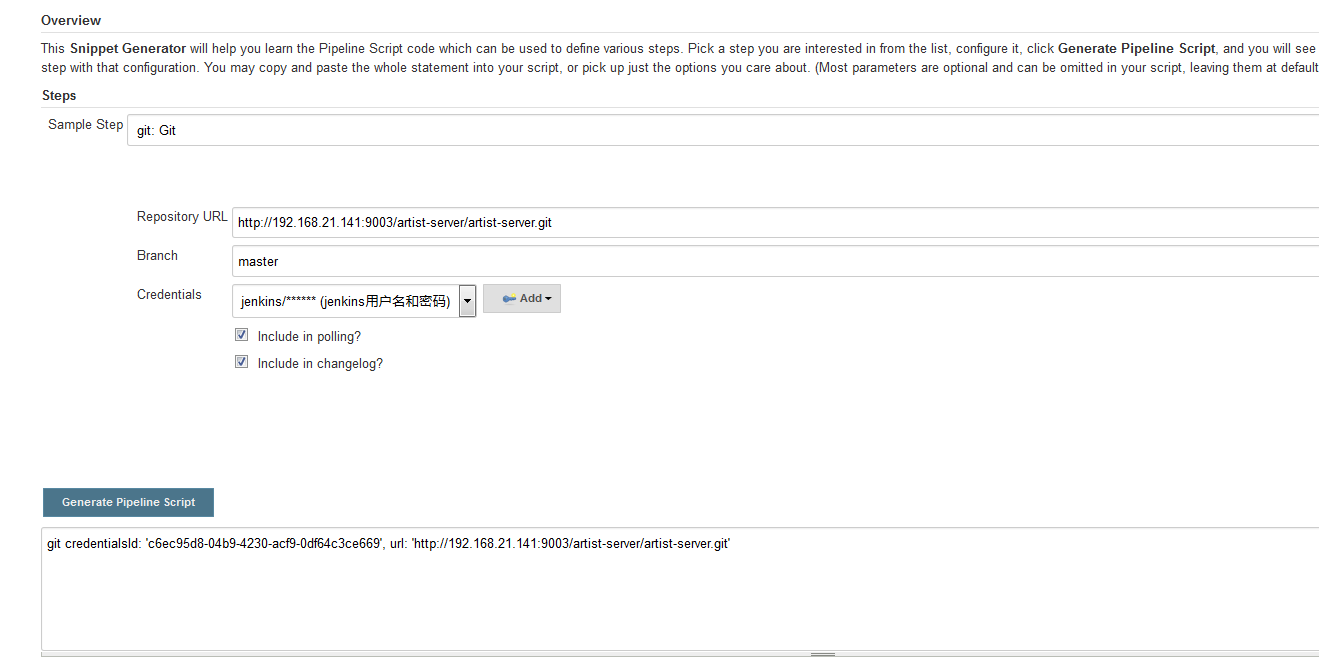 Overview
This Snippet Generator will help you learn the Pipeline Script code which can be used to define various steps. Pick a step you are interested in from the list, configure it, click Generate Pipeline Script, and you will see
step with that configuration. You may copy and paste the whole statement into your script, or pick up just the options you care about. (Most parameters are optional and can be omitted in your script, leaving them at default
Steps
Sample Step
git: Git
Repository URL
http://192.168.21.141:9003/artist-server/artist-server.git
Branch
master
Credentials
jenkins/****** (jenkins用户名和密码)
Add
Include in polling?
Include in changelog?
Generate Pipeline Script
git credentialsId: 'c6ec95d8-04b9-4230-acf9-0df64c3ce669', url: 'http://192.168.21.141:9003/artist-server/artist-server.git'